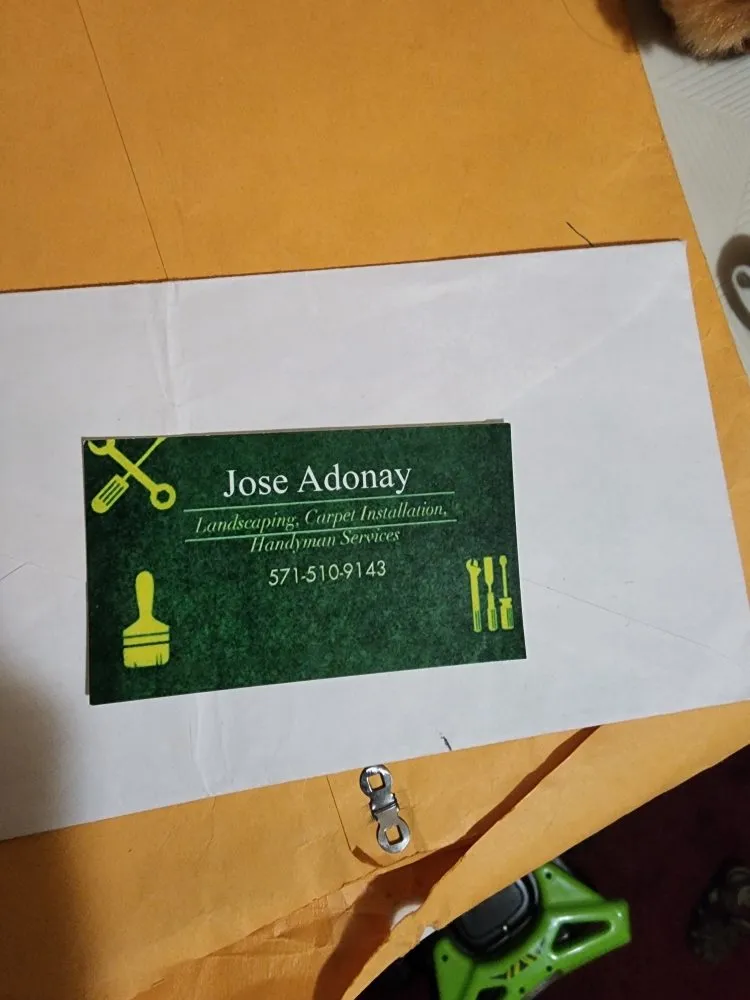 Jose Adonay
Landscaping, Carpet Installation,
Handyman Services
571-510-9143